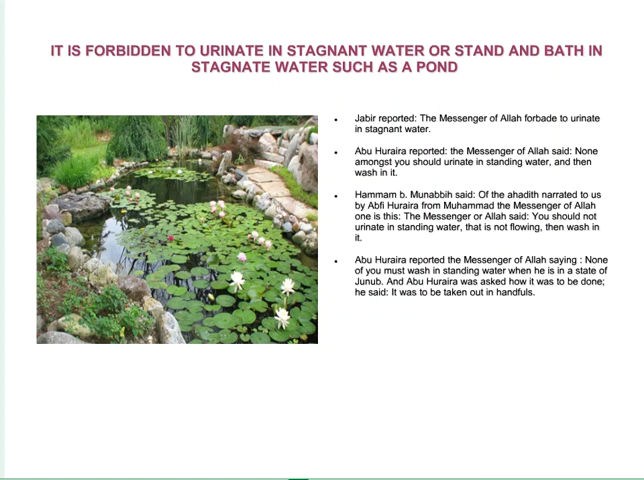 IT IS FORBIDDEN TO URINATE IN STAGNANT WATER OR STAND AND BATH IN
STAGNATE WATER SUCH AS A POND
• Jabir reported: The Messenger of Allah forbade to urinate
in stagnant water.
• Abu Huraira reported: the Messenger of Allah said: None
amongst you should urinate in standing water, and then
wash in it.
• Hammam b. Munabbih said: Of the ahadith narrated to us
by Abfi Huraira from Muhammad the Messenger of Allah
one is this: The Messenger or Allah said: You should not
urinate in standing water, that is not flowing, then wash in
it.
• Abu Huraira reported the Messenger of Allah saying : None
of you must wash in standing water when he is in a state of
Junub. And Abu Huraira was asked how it was to be done;
he said: It was to be taken out in handfuls.